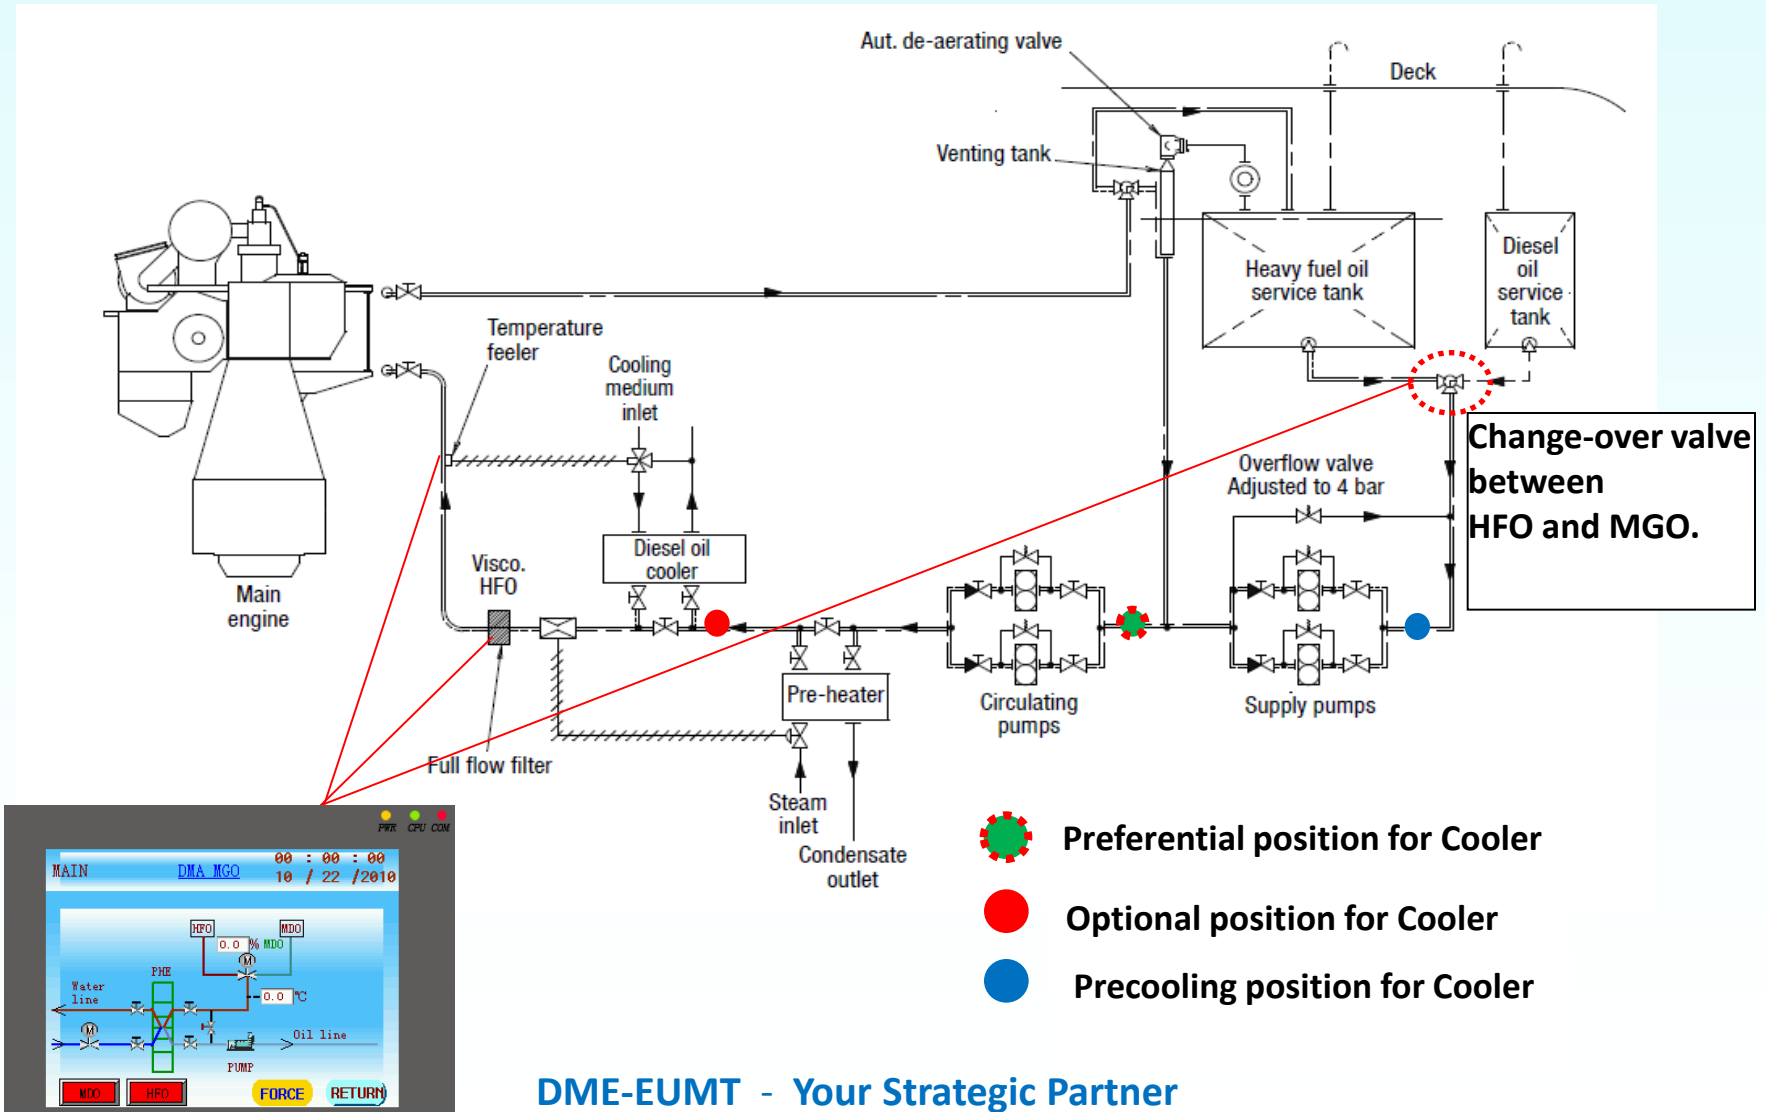 Aut. de-aerating valve
Deck
Venting tank
Heavy fuel oil
service tank
Diesel
oil
service
tank
Temperature
feeler
Cooling
medium
inlet
Change-over valve
between
HFO and MGO.
Overflow valve
Adjusted to 4 bar
Diesel oil
cooler
Visco.
HFO
Main
engine
Pre-heater
Circulating
pumps
Supply pumps
Full flow filter
Steam
inlet
Condensate
outlet
Preferential position for Cooler
Optional position for Cooler
Precooling position for Cooler
PWR CPU COM
MAIN
DMA MGO
00 : 00 : 00
10 / 22 /2010
HFO
MDO
0.0 % MDO
M
PHE
Water
line
0.0 °C
M
Oil line
PUMP
MDO
HFO
FORCE
RETURN
DME-EUMT - Your Strategic Partner